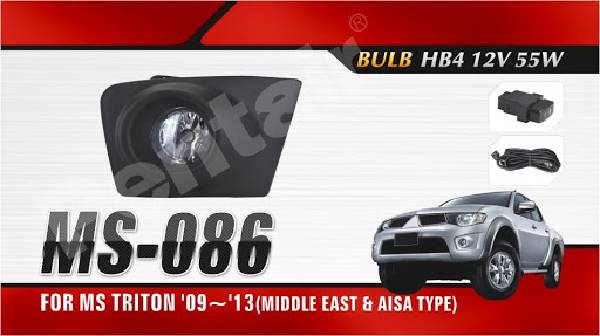 BULB HB4 12V 55W
MS-086
FOR MS TRITON '09~'13(MIDDLE EAST & AISA TYPE)